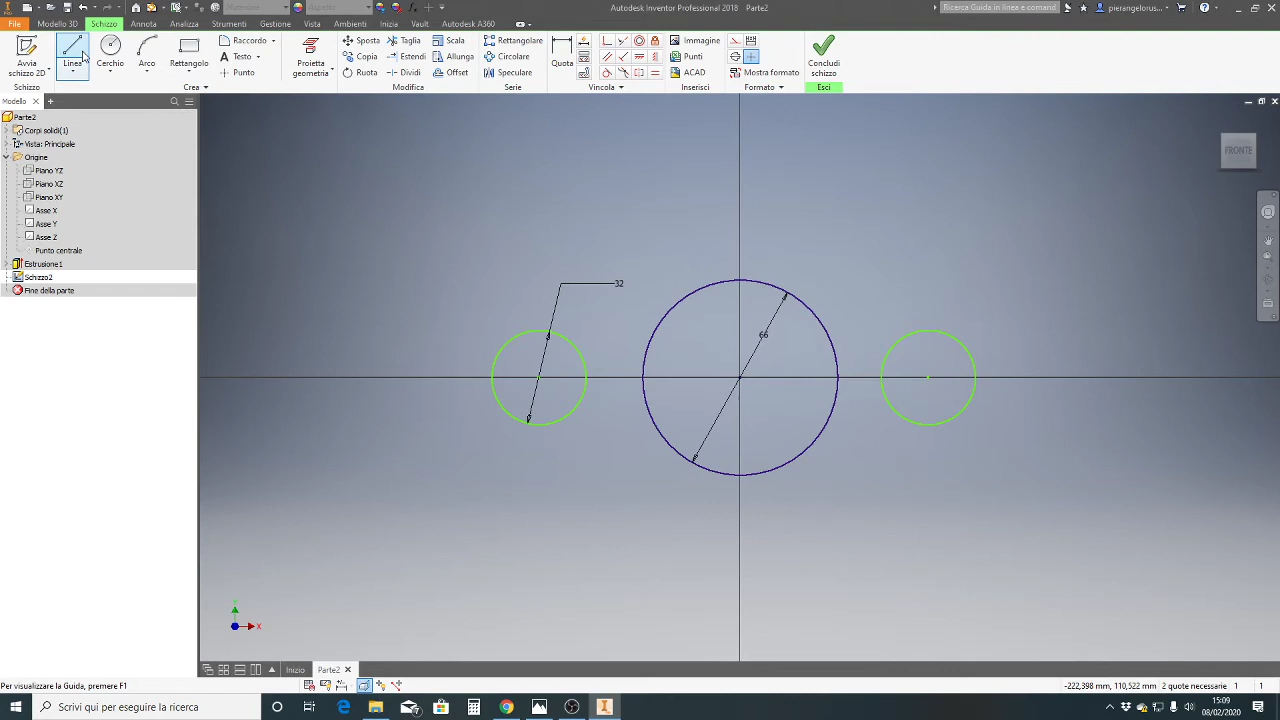 Materiale
Aspetto
Autodesk Inventor Professional 2018 Parte2
Ricerca Guida in linea e comand
pierangelorus...
File Modello 3D Schizzo Annota Analizza Strumenti Gestione Vista Ambienti Inizia Vault Autodesk A360
Avvia
schizzo 2D
Linea
Cerchio
Arco
Rettangolo
Raccordo
Testo
Punto
Proietta
geometria
Sposta
Copia
Ruota
Taglia
Estendi
Dividi
Scala
Allunga
Offset
Rettangolare
Circolare
Speculare
Quota
Immagine
Punti
ACAD
Mostra formato
Concludi
schizzo
Schizzo Crea Modifica Serie Vincola Inserisci Formato Esci
Modello
Parte2
Corpi solidi(1)
Vista: Principale
Origine
Piano YZ
Piano XZ
Piano XY
Asse X
Asse Y
Asse Z
Punto centrale
Estrusione1
Schizzo2
Fine della parte
FRONTE
32
66
Y
X
Inizio Parte2
Per visualizzare la Guida, premere F1
-222,398 mm, 110,522 mm 2 quote necessarie 1 1
Scrivi qui per eseguire la ricerca
15:09
08/02/2020